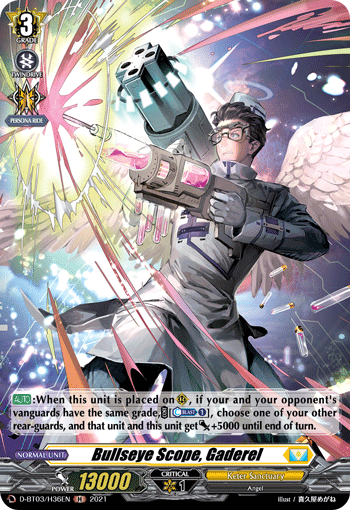 3
GRADE
TWINDRIVE
PERSONA RIDE
AUTO:When this unit is placed on , if your and your opponent's
vanguards have the same grade, [C BLAST 1], choose one of your other
rear-guards, and that unit and this unit get +5000 until end of turn.
NORMAL UNIT
Bullseye Scope, Gaderel
POWER 13000
CRITICAL
1
Keter Sanctuary
Angel
D-BT03/H36EN H 2021
illust / 喜久屋めがね